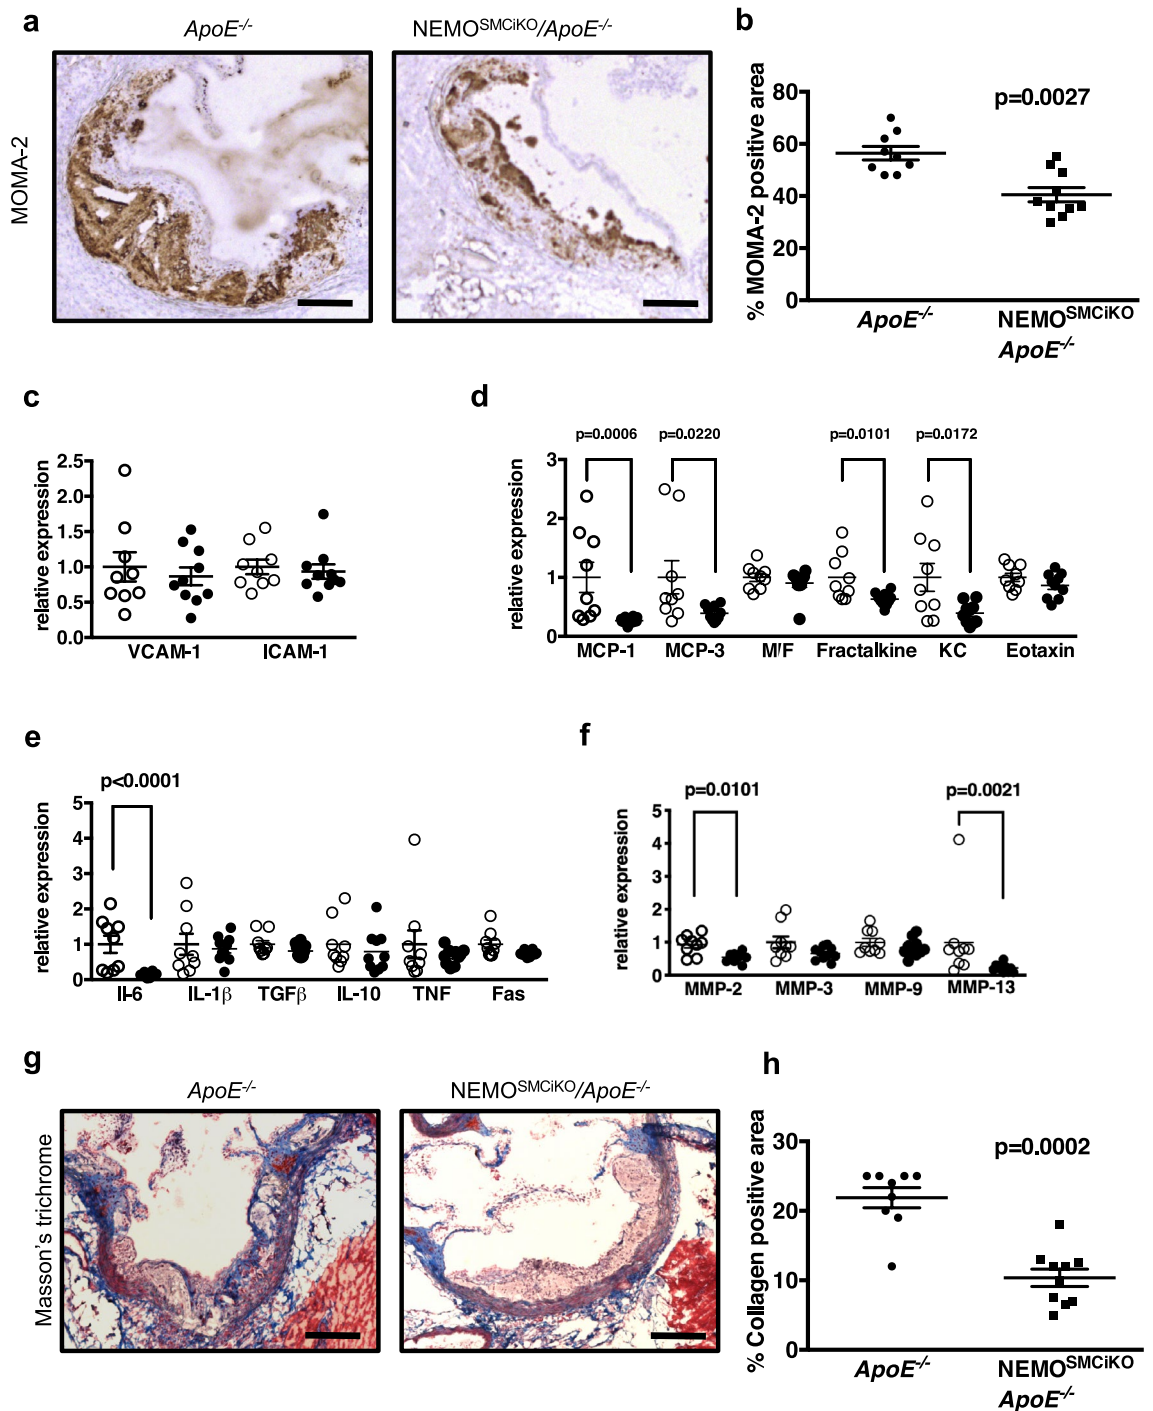 a
ApoE-/-
NEMOSMCiKO/ApoE-/-
MOMA-2
b
% MOMA-2 positive area
80
60
40
20
0
p=0.0027
ApoE-/-
NEMOSMCiKO
ApoE-/-
c
relative expression
2.5
2.0
1.5
1.0
0.5
0.0
VCAM-1
ICAM-1
d
p=0.0006
p=0.0220
p=0.0101
p=0.0172
relative expression
3
2
1
0
MCP-1
MCP-3
MIF
Fractalkine
KC
Eotaxin
e
p<0.0001
relative expression
5
4
3
2
1
0
Il-6
IL-1β
TGFβ
IL-10
TNF
Fas
f
p=0.0101
p=0.0021
relative expression
5
4
3
2
1
0
MMP-2
MMP-3
MMP-9
MMP-13
g
ApoE-/-
NEMOSMCiKO/ApoE-/-
Masson's trichrome
h
% Collagen positive area
30
20
10
0
p=0.0002
ApoE-/-
NEMOSMCiKO
ApoE-/-